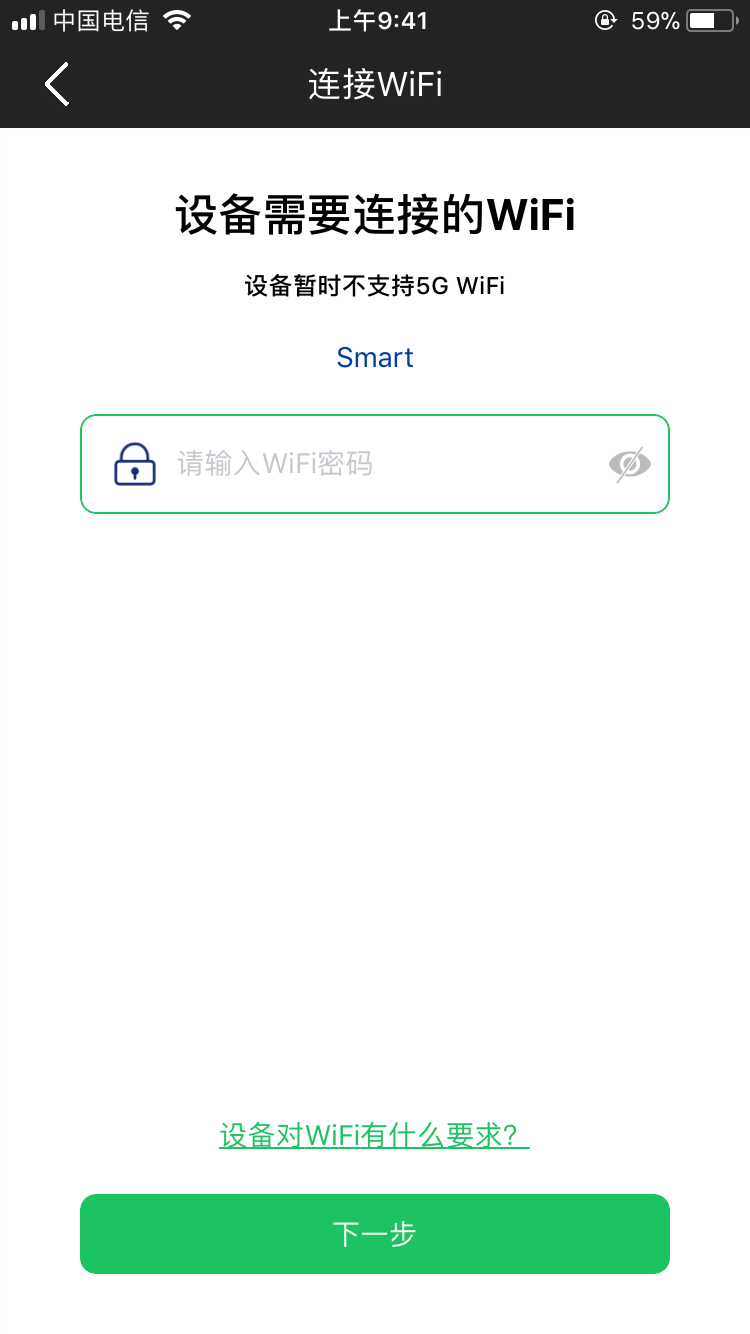 中国电信 上午9:41 59%
连接WiFi
设备需要连接的WiFi
设备暂时不支持5G WiFi
Smart
请输入WiFi密码
设备对WiFi有什么要求？
下一步